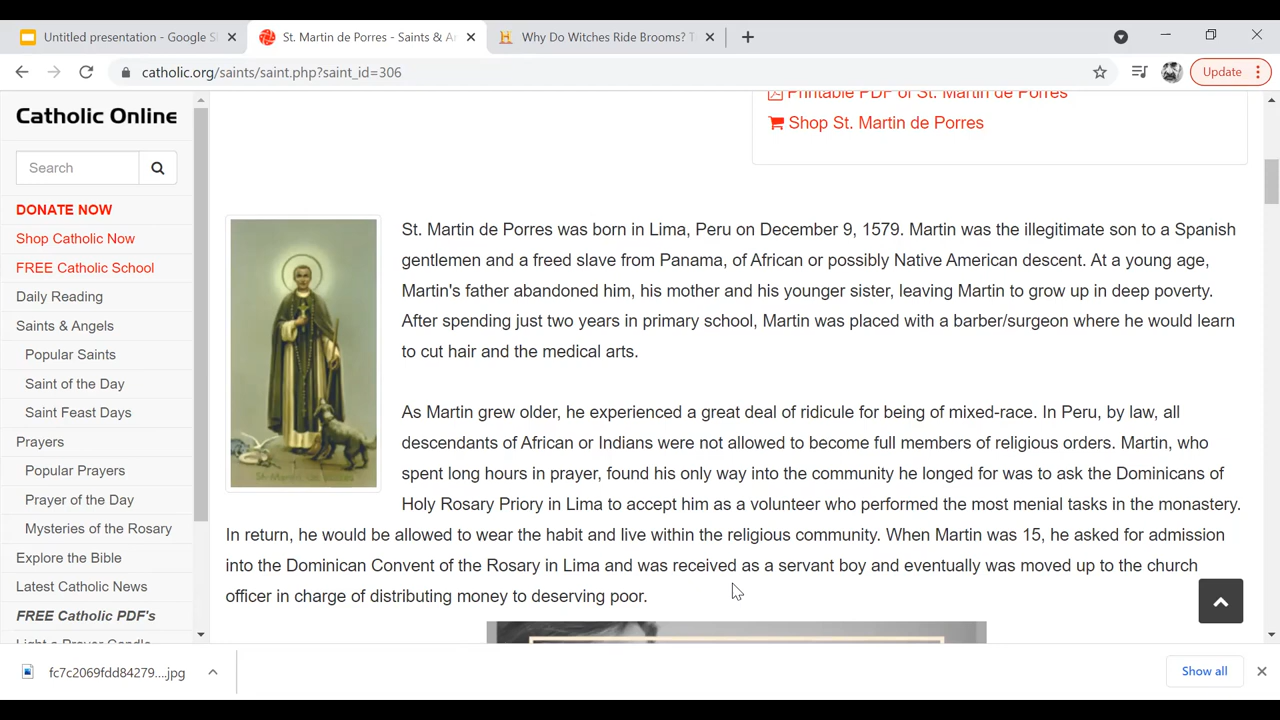 Untitled presentation - Google Sl
St. Martin de Porres - Saints & An
Why Do Witches Ride Brooms? T
catholic.org/saints/saint.php?saint_id=306
Update
Catholic Online
Search
DONATE NOW
Shop Catholic Now
FREE Catholic School
Daily Reading
Saints & Angels
Popular Saints
Saint of the Day
Saint Feast Days
Prayers
Popular Prayers
Prayer of the Day
Mysteries of the Rosary
Explore the Bible
Latest Catholic News
FREE Catholic PDF's
Light a Prayer Candle
Printable PDF of St. Martin de Porres
Shop St. Martin de Porres
St. Martin de Porres was born in Lima, Peru on December 9, 1579. Martin was the illegitimate son to a Spanish
gentlemen and a freed slave from Panama, of African or possibly Native American descent. At a young age,
Martin's father abandoned him, his mother and his younger sister, leaving Martin to grow up in deep poverty.
After spending just two years in primary school, Martin was placed with a barber/surgeon where he would learn
to cut hair and the medical arts.
As Martin grew older, he experienced a great deal of ridicule for being of mixed-race. In Peru, by law, all
descendants of African or Indians were not allowed to become full members of religious orders. Martin, who
spent long hours in prayer, found his only way into the community he longed for was to ask the Dominicans of
Holy Rosary Priory in Lima to accept him as a volunteer who performed the most menial tasks in the monastery.
In return, he would be allowed to wear the habit and live within the religious community. When Martin was 15, he asked for admission
into the Dominican Convent of the Rosary in Lima and was received as a servant boy and eventually was moved up to the church
officer in charge of distributing money to deserving poor.
fc7c2069fdd84279....jpg
Show all